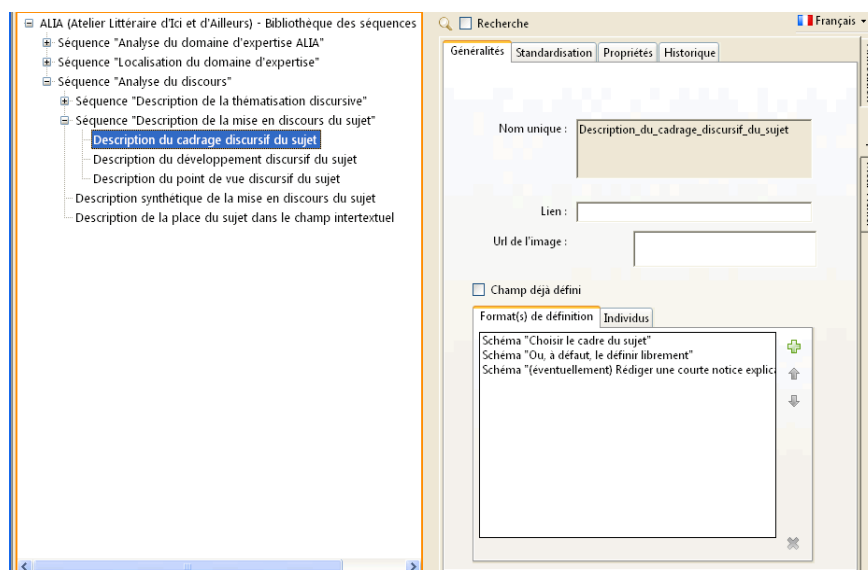 ALIA (Atelier Littéraire d'Ici et d'Ailleurs) - Bibliothèque des séquences
Séquence "Analyse du domaine d'expertise ALIA"
Séquence "Localisation du domaine d'expertise"
Séquence "Analyse du discours"
Séquence "Description de la thématisation discursive"
Séquence "Description de la mise en discours du sujet"
Description du cadrage discursif du sujet
Description du développement discursif du sujet
Description du point de vue discursif du sujet
Description synthétique de la mise en discours du sujet
Description de la place du sujet dans le champ intertextuel
Recherche
Français
Généralités Standardisation Propriétés Historique
Nom unique : Description_du_cadrage_discursif_du_sujet
Lien :
Url de l'image :
Champ déjà défini
Format(s) de définition Individus
Schéma "Choisir le cadre du sujet"
Schéma "Ou, à défaut, le définir librement"
Schéma "(éventuellement) Rédiger une courte notice explica